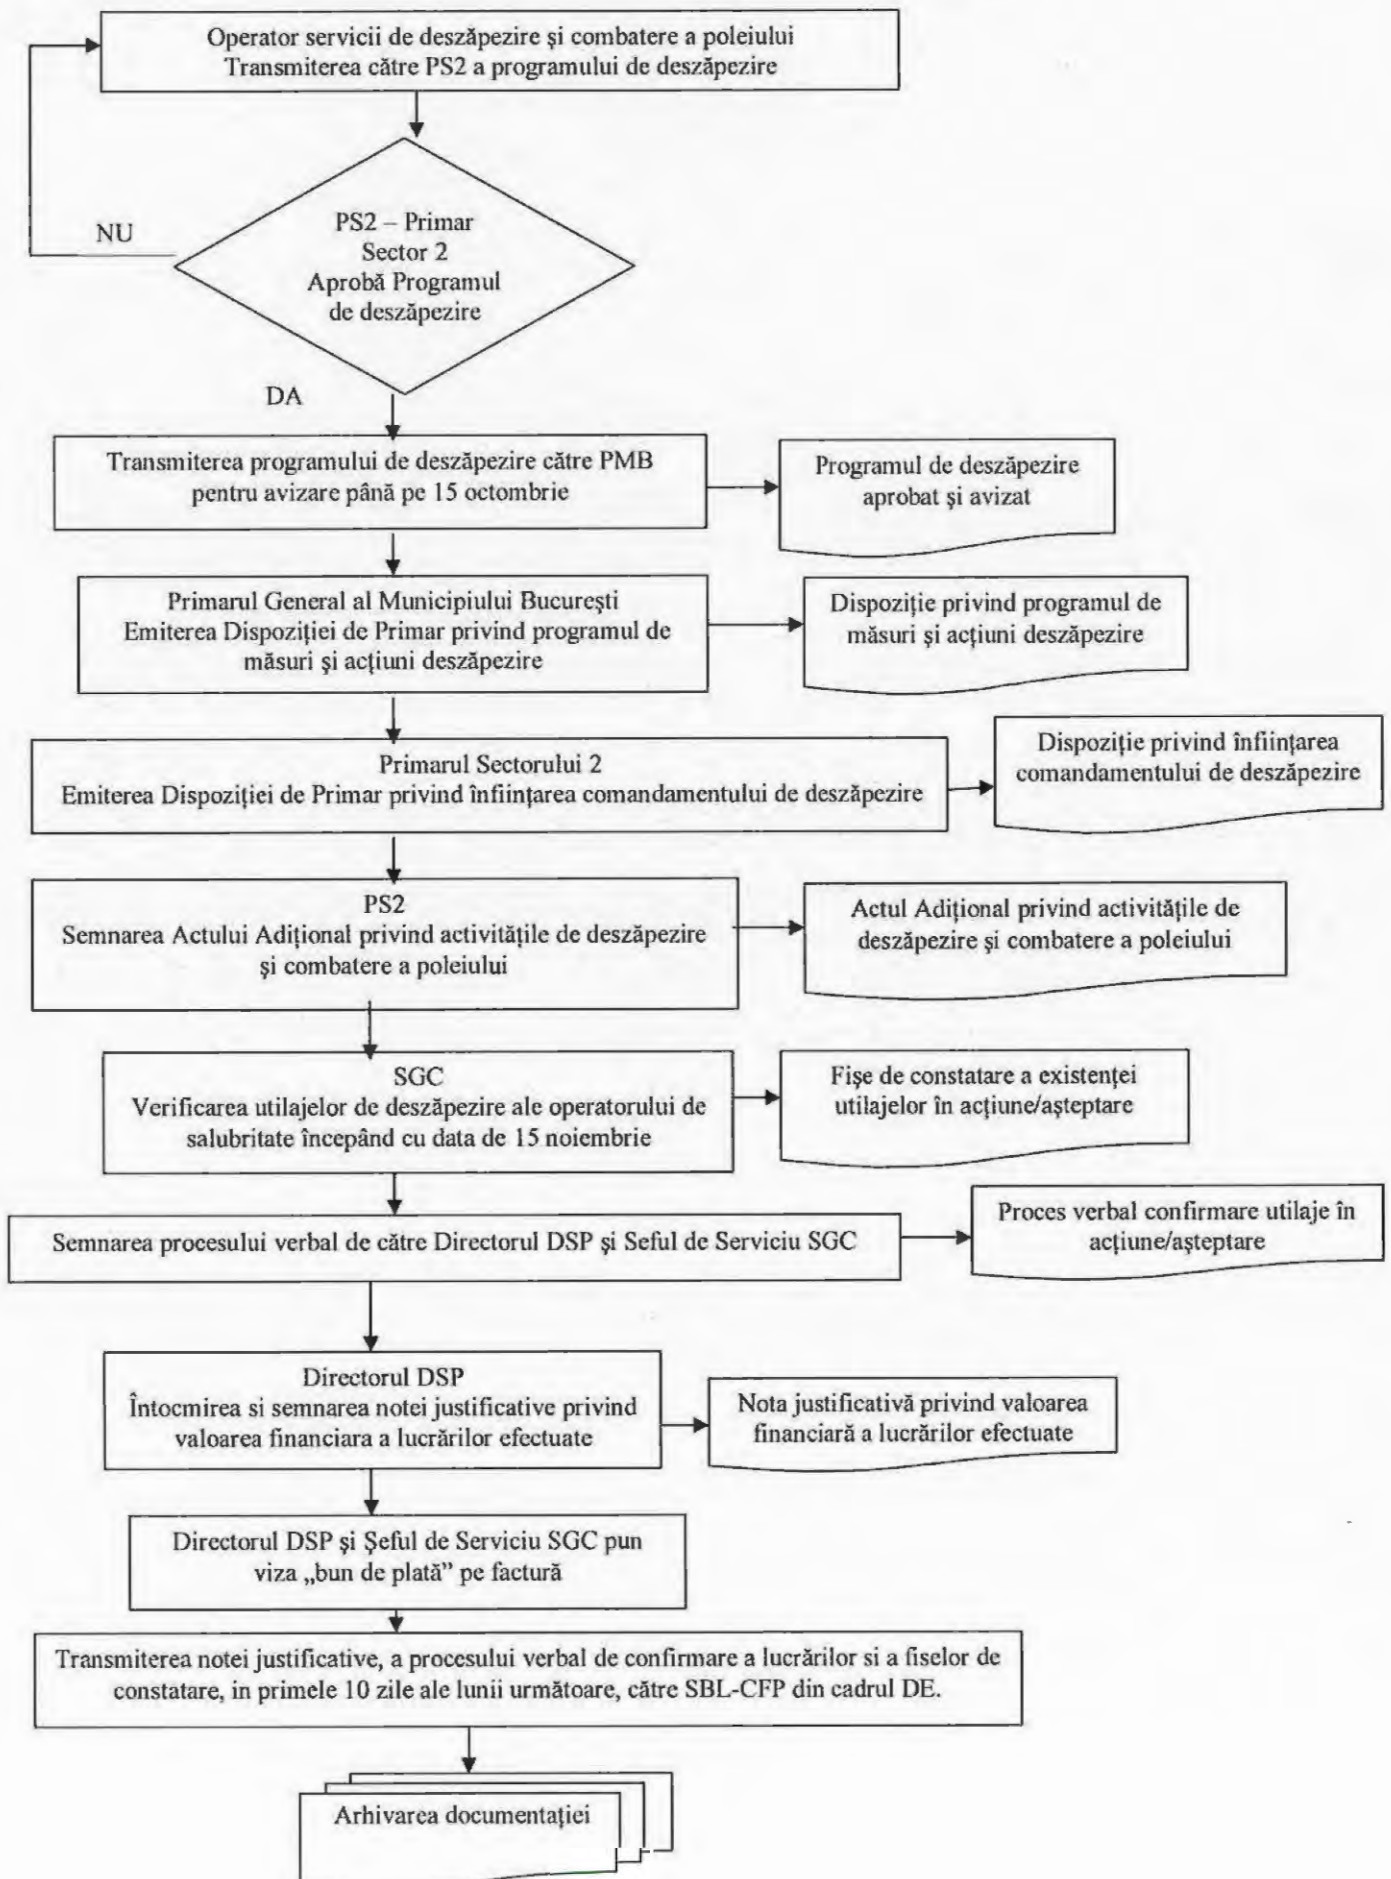 Operator servicii de deszăpezire şi combatere a poleiului
Transmiterea către PS2 a programului de deszăpezire
NU
PS2 – Primar
Sector 2
Aprobă Programul
de deszăpezire
DA
Transmiterea programului de deszăpezire către PMB
pentru avizare până pe 15 octombrie
Programul de deszăpezire
aprobat şi avizat
Primarul General al Municipiului Bucureşti
Emiterea Dispoziţiei de Primar privind programul de
măsuri şi acţiuni deszăpezire
Dispoziţie privind programul de
măsuri şi acţiuni deszăpezire
Primarul Sectorului 2
Emiterea Dispoziţiei de Primar privind înfiinţarea comandamentului de deszăpezire
Dispoziţie privind înfiinţarea
comandamentului de deszăpezire
PS2
Semnarea Actului Adiţional privind activităţile de deszăpezire
şi combatere a poleiului
Actul Adiţional privind activităţile de
deszăpezire şi combatere a poleiului
SGC
Verificarea utilajelor de deszăpezire ale operatorului de
salubritate începând cu data de 15 noiembrie
Fişe de constatare a existenţei
utilajelor în acţiune/aşteptare
Semnarea procesului verbal de către Directorul DSP şi Seful de Serviciu SGC
Proces verbal confirmare utilaje în
acţiune/aşteptare
Directorul DSP
Întocmirea si semnarea notei justificative privind
valoarea financiara a lucrărilor efectuate
Nota justificativă privind valoarea
financiară a lucrărilor efectuate
Directorul DSP şi Şeful de Serviciu SGC pun
viza „bun de plată” pe factură
Transmiterea notei justificative, a procesului verbal de confirmare a lucrărilor si a fiselor de
constatare, in primele 10 zile ale lunii următoare, către SBL-CFP din cadrul DE.
Arhivarea documentaţiei